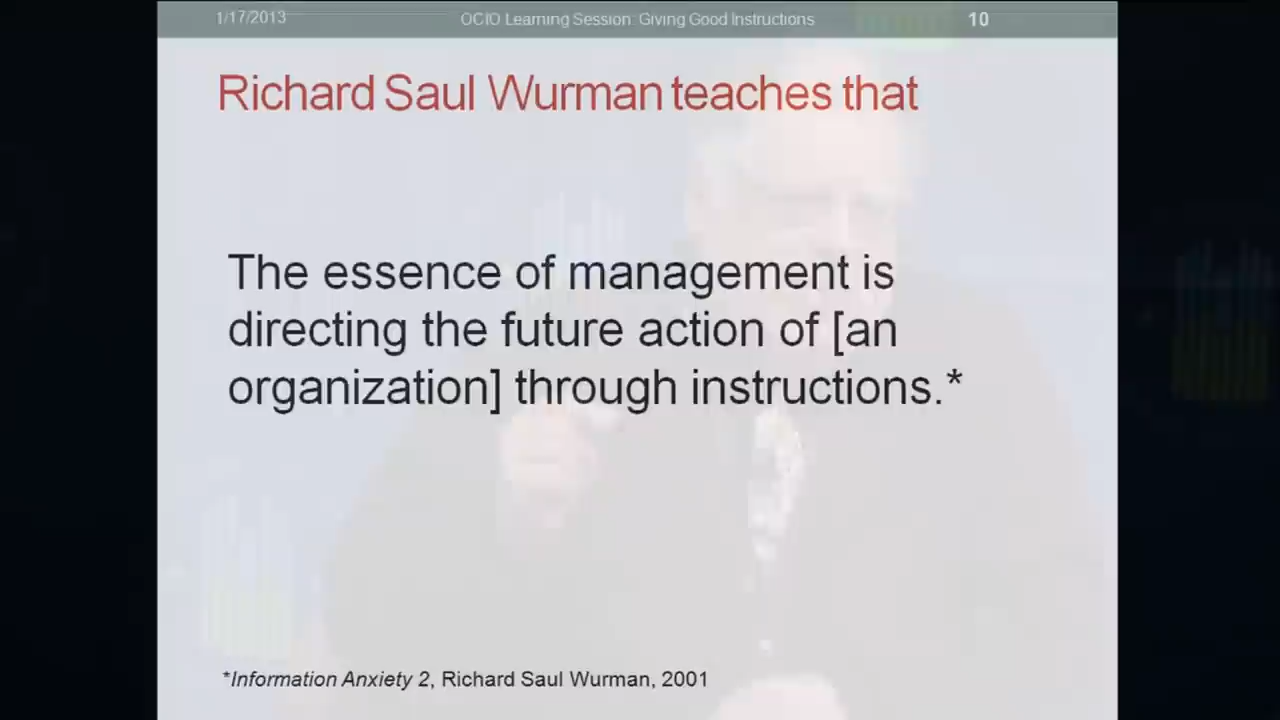 1/17/2013
OCIO Learning Session: Giving Good Instructions
10
Richard Saul Wurman teaches that
The essence of management is
directing the future action of [an
organization] through instructions.*
*Information Anxiety 2, Richard Saul Wurman, 2001